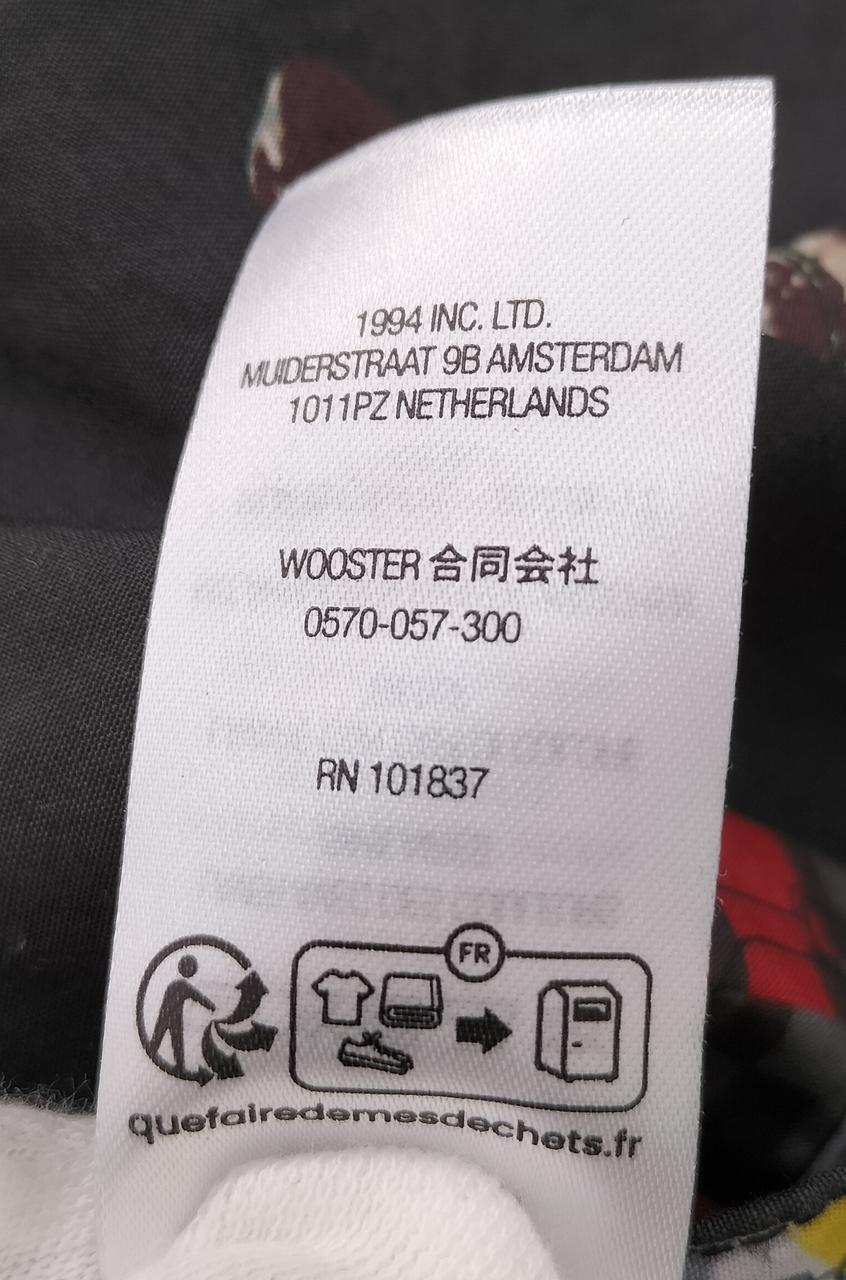 1994 INC. LTD.
MUIDERSTRAAT 9B AMSTERDAM
1011PZ NETHERLANDS
WOOSTER 合同会社
0570-057-300
RN 101837
FR
quefairedemesdechets.fr